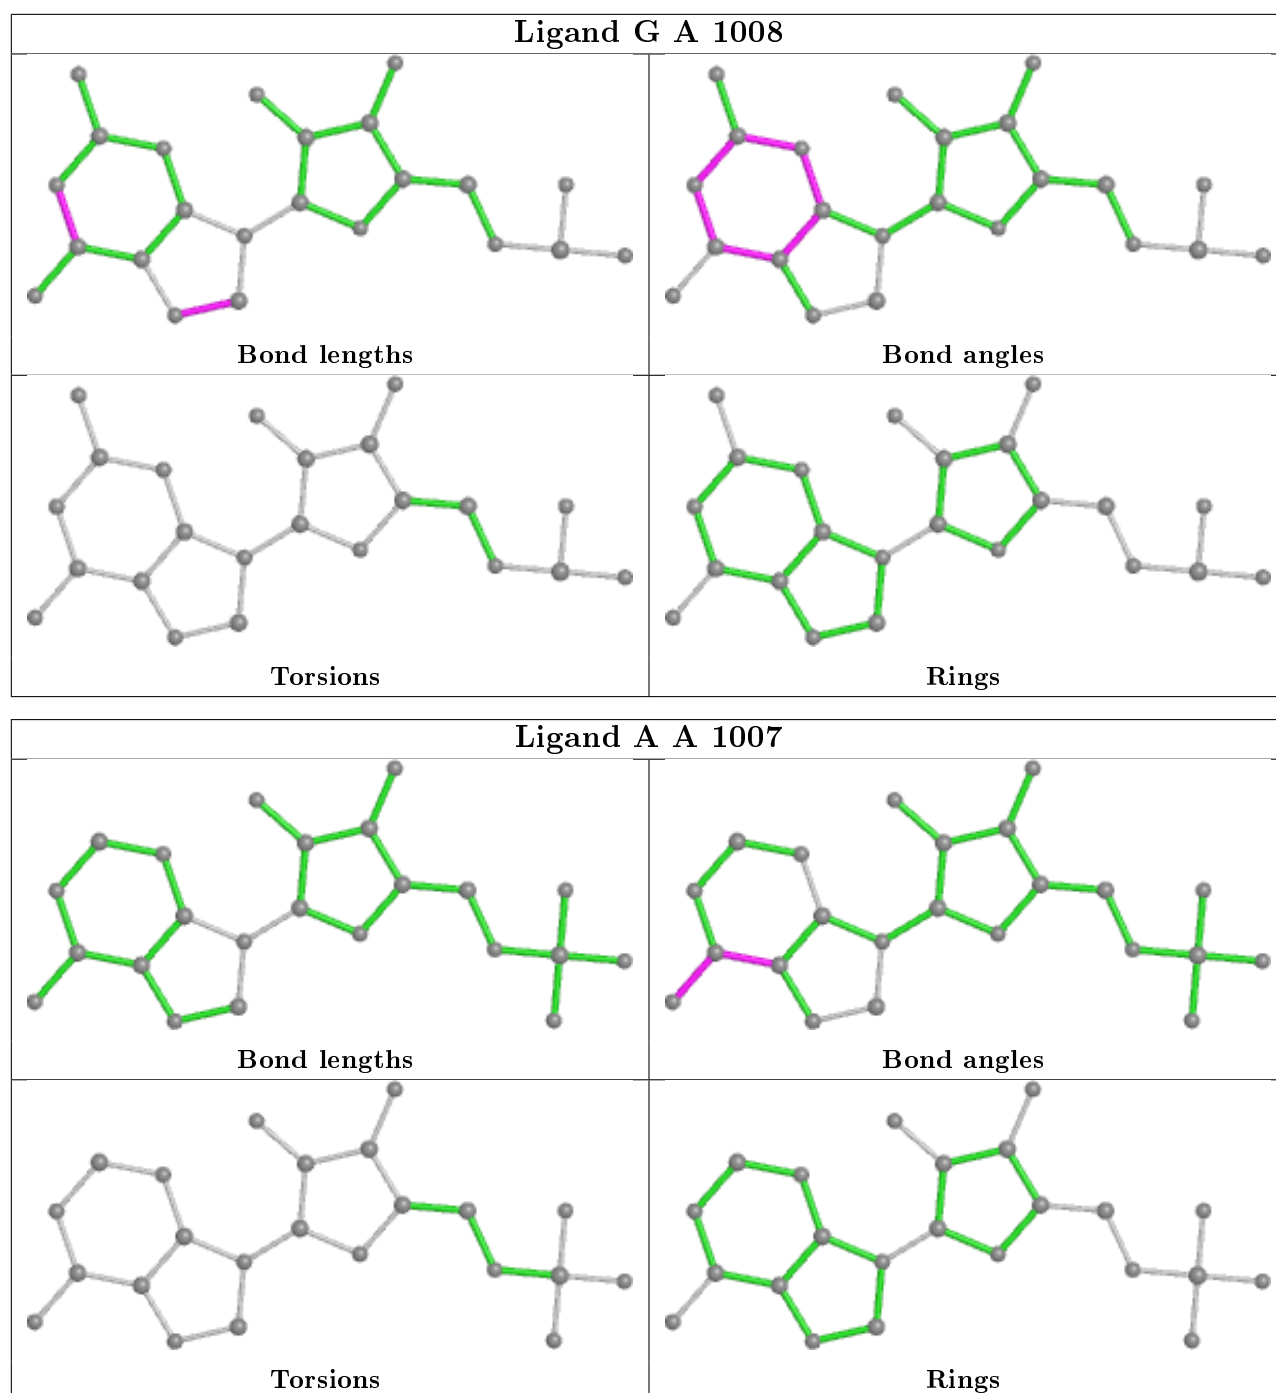 Ligand G A 1008
Bond lengths
Bond angles
Torsions
Rings
Ligand A A 1007
Bond lengths
Bond angles
Torsions
Rings